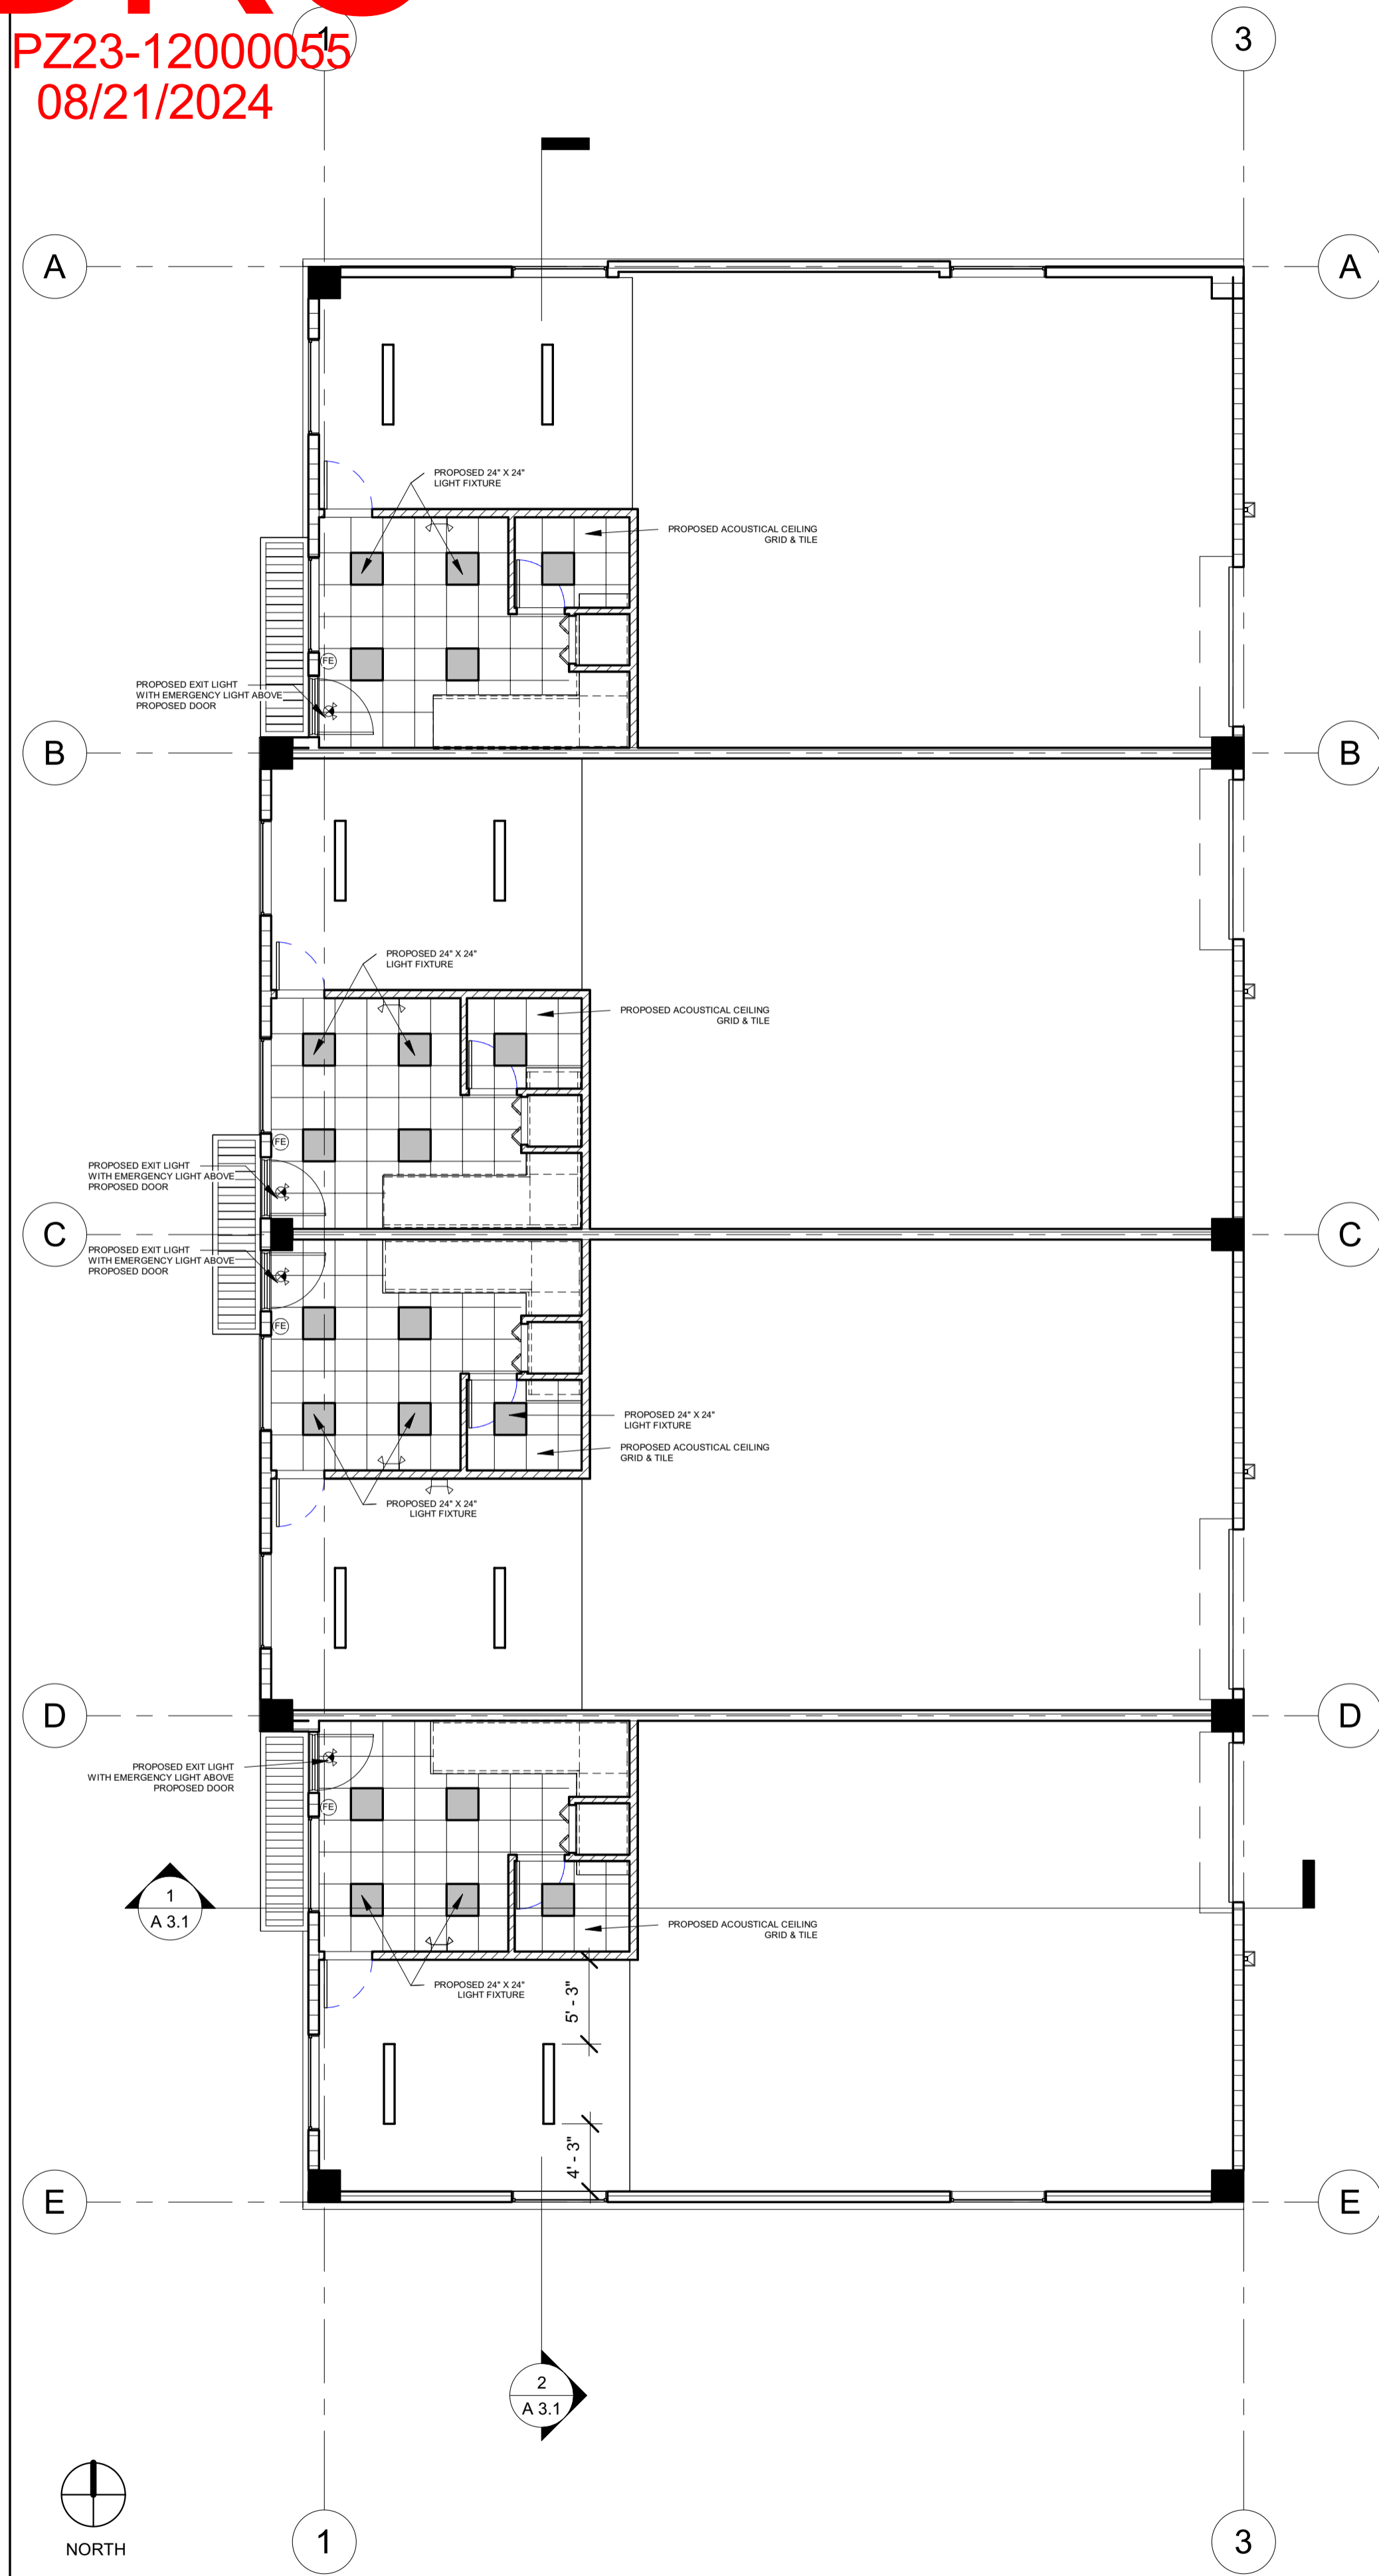 DRC
PZ23-12000055
08/21/2024
1
3
A
A
PROPOSED 24" X 24"
LIGHT FIXTURE
PROPOSED ACOUSTICAL CEILING
GRID & TILE
FE
PROPOSED EXIT LIGHT
WITH EMERGENCY LIGHT ABOVE
PROPOSED DOOR
B
B
PROPOSED 24" X 24"
LIGHT FIXTURE
PROPOSED ACOUSTICAL CEILING
GRID & TILE
FE
PROPOSED EXIT LIGHT
WITH EMERGENCY LIGHT ABOVE
PROPOSED DOOR
C
C
PROPOSED EXIT LIGHT
WITH EMERGENCY LIGHT ABOVE
PROPOSED DOOR
FE
PROPOSED 24" X 24"
LIGHT FIXTURE
PROPOSED ACOUSTICAL CEILING
GRID & TILE
PROPOSED 24" X 24"
LIGHT FIXTURE
D
D
PROPOSED EXIT LIGHT
WITH EMERGENCY LIGHT ABOVE
PROPOSED DOOR
FE
1
A 3.1
PROPOSED ACOUSTICAL CEILING
GRID & TILE
PROPOSED 24" X 24"
LIGHT FIXTURE
5' - 3"
4' - 3"
E
E
2
A 3.1
NORTH
1
3